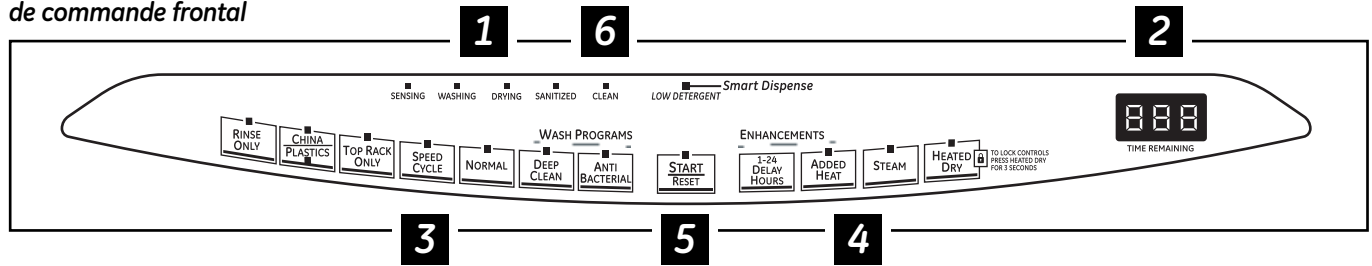 de commande frontal
1
6
2
SENSING WASHING DRYING SANITIZED CLEAN
LOW DETERGENT
Smart Dispense
888
TIME REMAINING
WASH PROGRAMS
ENHANCEMENTS
RINSE
ONLY
CHINA
PLASTICS
TOP RACK
ONLY
SPEED
CYCLE
NORMAL
DEEP
CLEAN
ANTI
BACTERIAL
START
RESET
1-24
DELAY
HOURS
ADDED
HEAT
STEAM
HEATED
DRY
TO LOCK CONTROLS
PRESS HEATED DRY
FOR 3 SECONDS
3
5
4